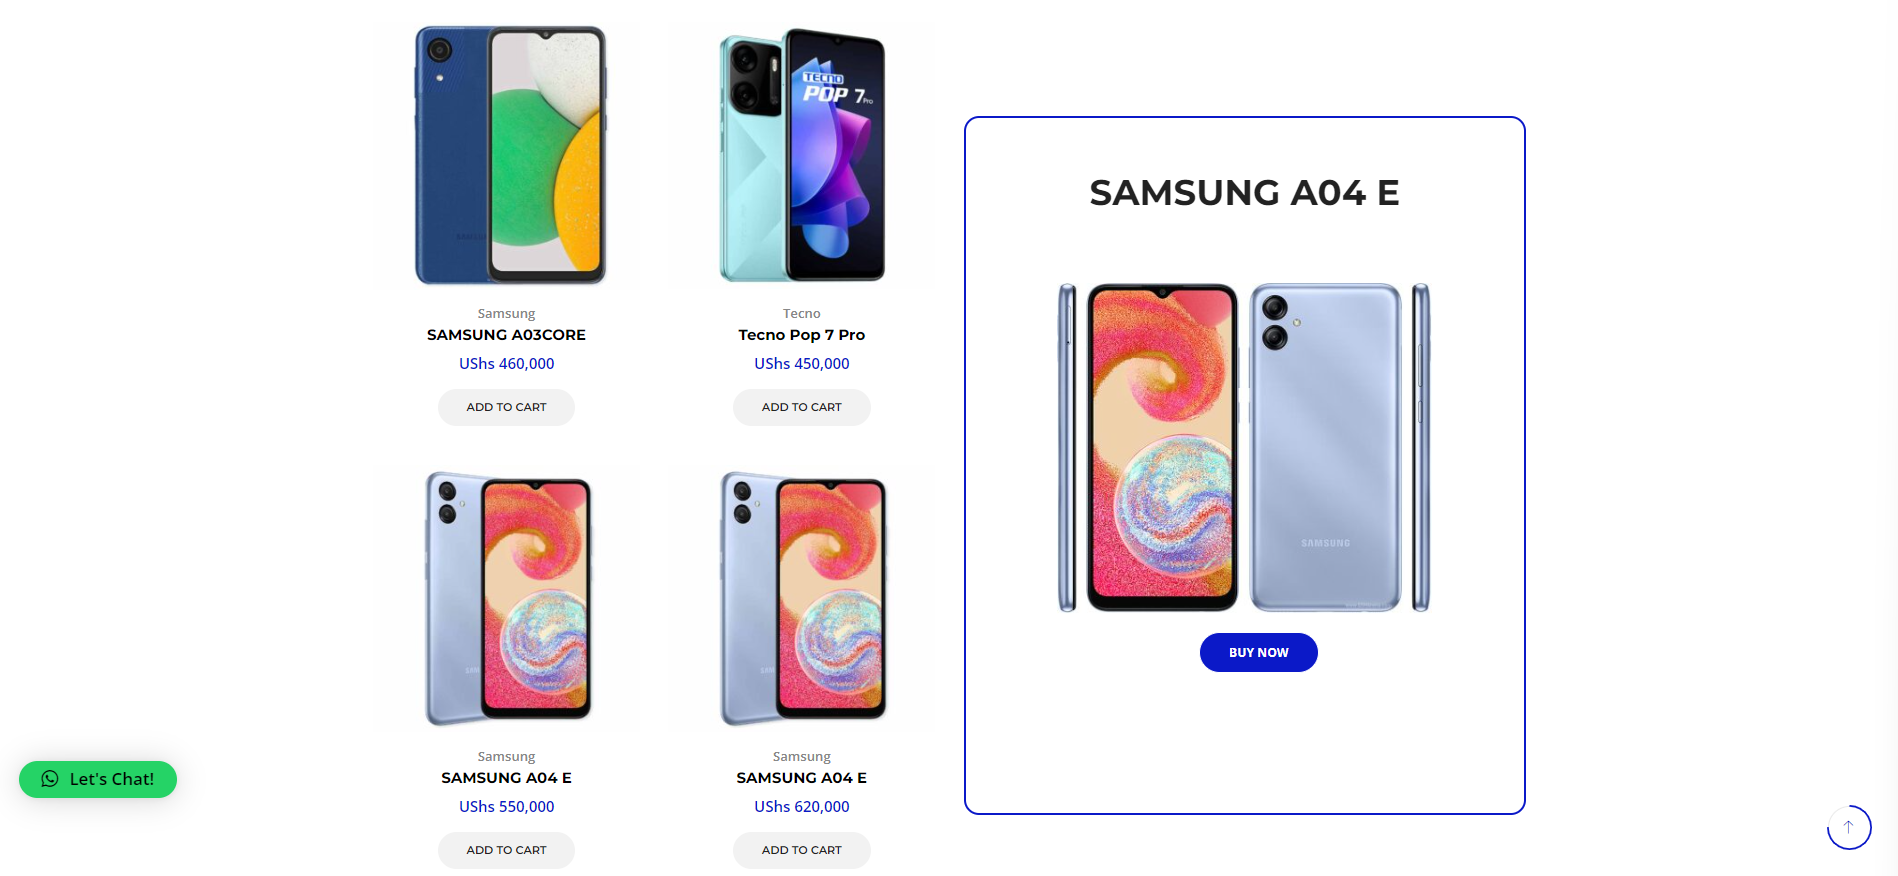 TECNO
POP 7 Pro
Samsung
SAMSUNG A03CORE
UShs 460,000
ADD TO CART
Tecno
Tecno Pop 7 Pro
UShs 450,000
ADD TO CART
Samsung
SAMSUNG A04 E
UShs 550,000
ADD TO CART
Samsung
SAMSUNG A04 E
UShs 620,000
ADD TO CART
SAMSUNG A04 E
SAMSUNG
BUY NOW
Let's Chat!